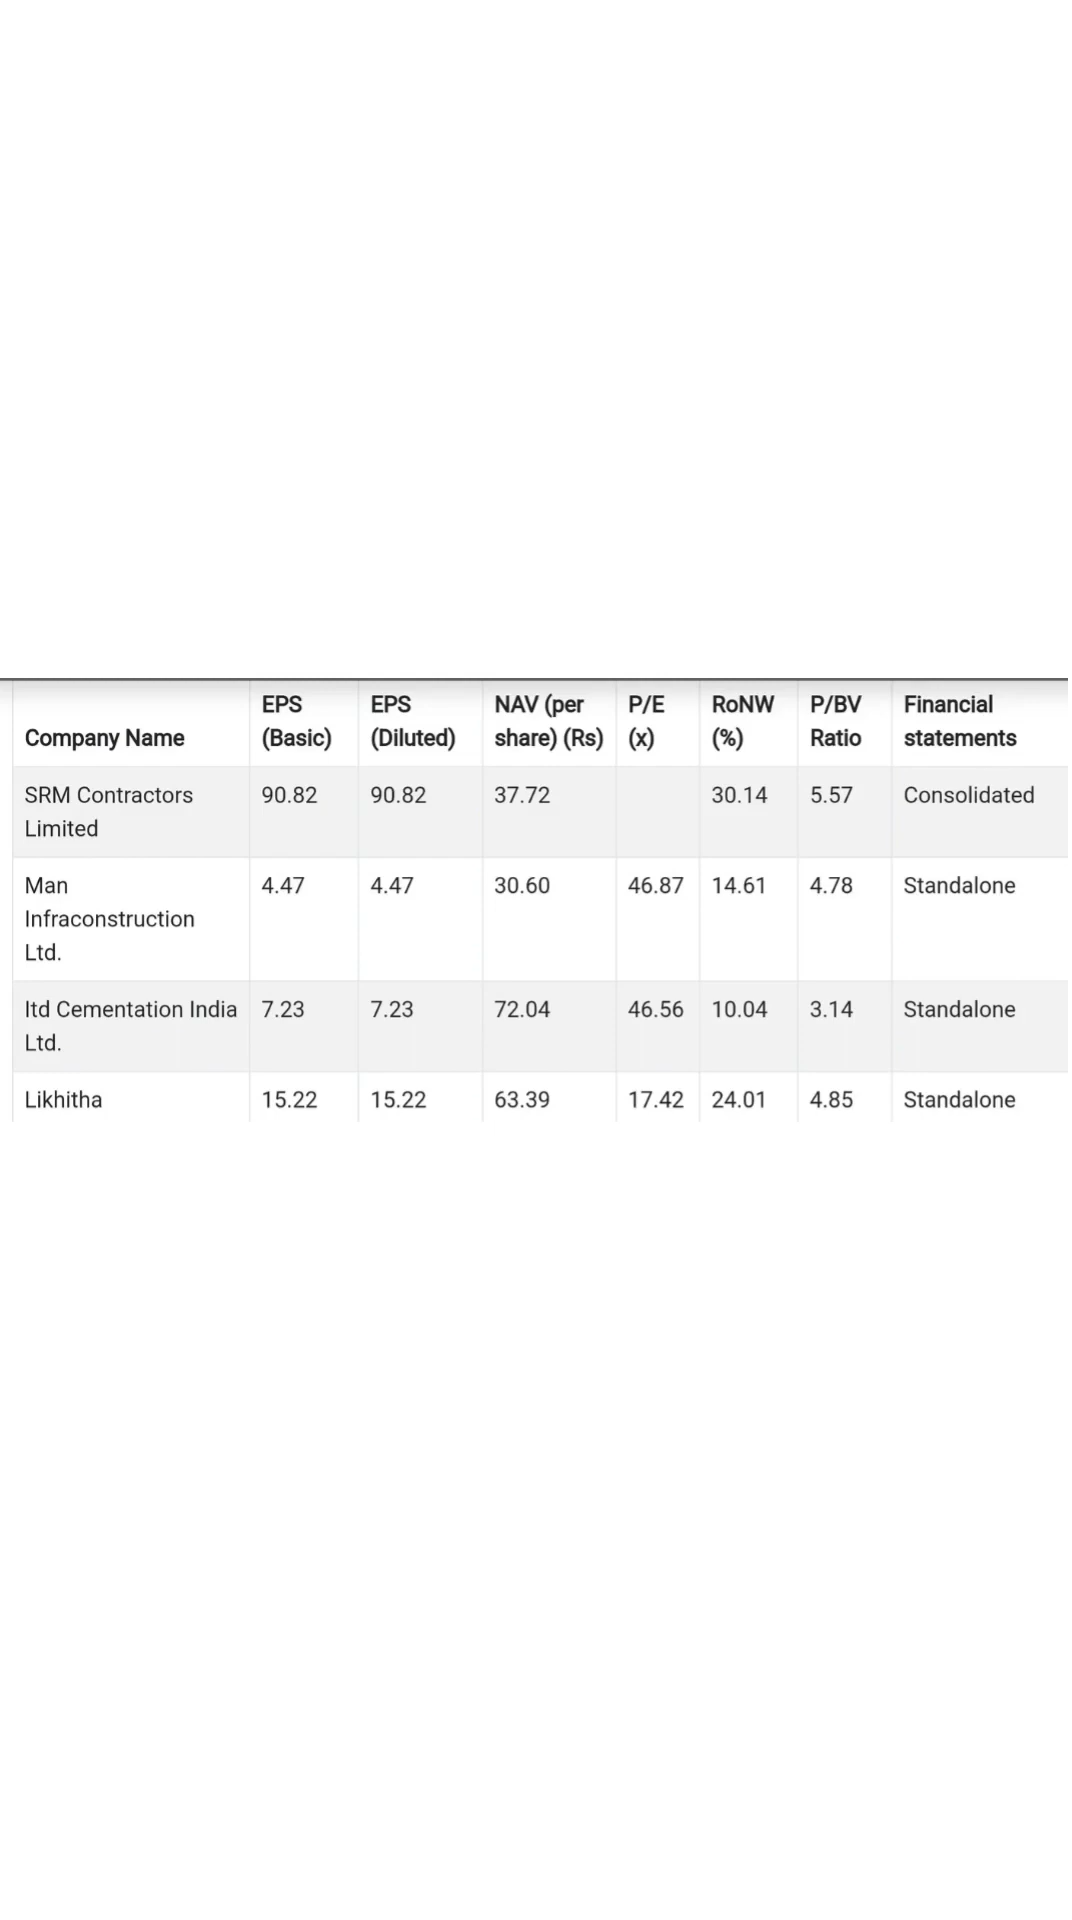 Company Name EPS (Basic) EPS (Diluted) NAV (per share) (Rs) P/E (x) RoNW (%) P/BV Ratio Financial statements
SRM Contractors Limited 90.82 90.82 37.72 30.14 5.57 Consolidated
Man Infraconstruction Ltd. 4.47 4.47 30.60 46.87 14.61 4.78 Standalone
Itd Cementation India Ltd. 7.23 7.23 72.04 46.56 10.04 3.14 Standalone
Likhitha 15.22 15.22 63.39 17.42 24.01 4.85 Standalone